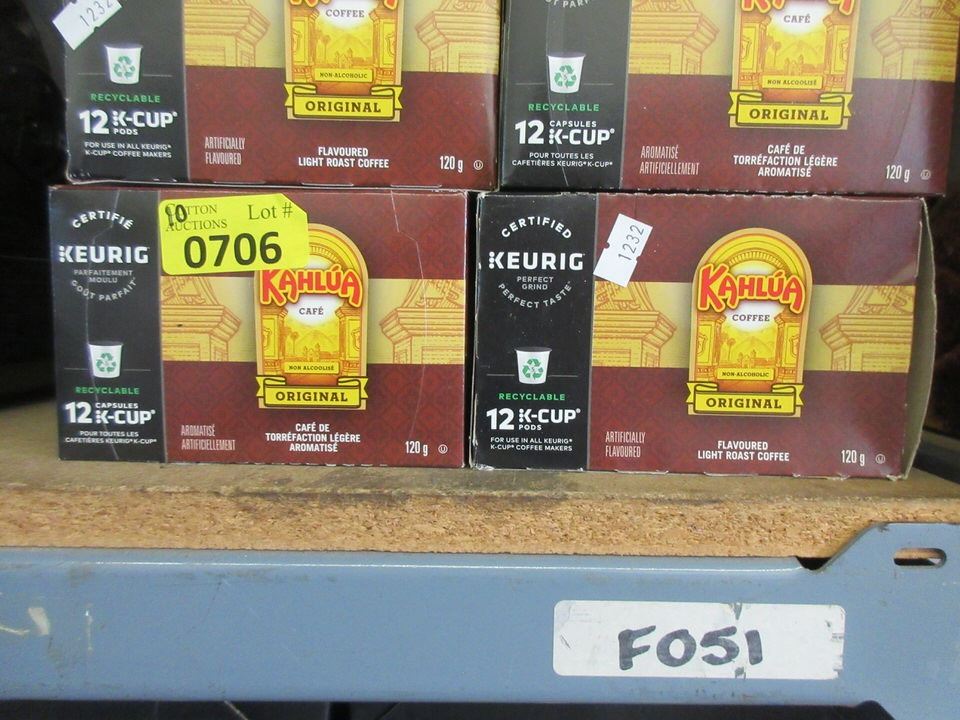 1232
RECYCLABLE
12 K-CUP®
PODS
FOR USE IN ALL KEURIG®
K-CUP® COFFEE MAKERS
COFFEE
NON-ALCOHOLIC
ORIGINAL
ARTIFICIALLY
FLAVOURED
FLAVOURED
LIGHT ROAST COFFEE
120 g
RECYCLABLE
12 CAPSULES
K-CUP®
POUR TOUTES LES
CAFETIÈRES KEURIG® K-CUP®
CAFÉ
NON ALCOOLISÉ
ORIGINAL
AROMATISÉ
ARTIFICIELLEMENT
CAFÉ DE
TORRÉFACTION LÉGÈRE
AROMATISÉ
120 g
CERTIFIÉ
KEURIG
PARFAITEMENT
MOULU
GOÛT PARFAIT
RECYCLABLE
12 CAPSULES
K-CUP®
POUR TOUTES LES
CAFETIÈRES KEURIG® K-CUP®
10
AUCTIONS
Lot #
0706
KAHLÚA
CAFÉ
NON ALCOOLISÉ
ORIGINAL
AROMATISÉ
ARTIFICIELLEMENT
CAFÉ DE
TORRÉFACTION LÉGÈRE
AROMATISÉ
120 g
CERTIFIED
KEURIG
PERFECT
GRIND
PERFECT TASTE
RECYCLABLE
12 K-CUP®
PODS
FOR USE IN ALL KEURIG®
K-CUP® COFFEE MAKERS
1232
KAHLÚA
COFFEE
NON-ALCOHOLIC
ORIGINAL
ARTIFICIALLY
FLAVOURED
FLAVOURED
LIGHT ROAST COFFEE
120 g
F051